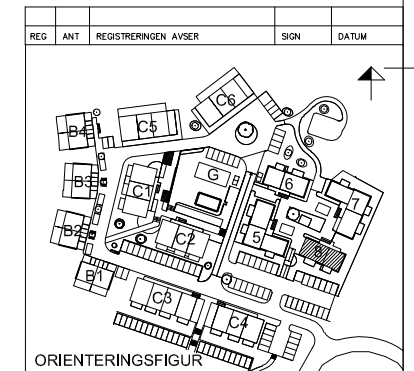 REG ANT REGISTRERINGEN AVSER SIGN DATUM
C6
B4 C5
G
B3 C1 6
7
B2 C2 5
8
B1
C3
C4
ORIENTERINGSFIGUR